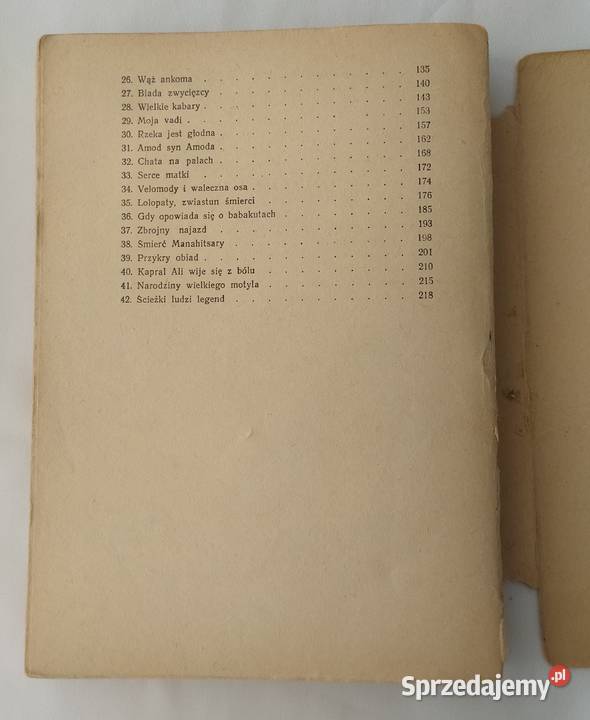 26. Wąż ankoma . . . . . . . . . . . . 135
27. Biada zwycięzcy . . . . . . . . . . . . 140
28. Wielkie kabary . . . . . . . . . . . . 143
29. Moja vadi . . . . . . . . . . . . 153
30. Rzeka jest głodna . . . . . . . . . . . . 157
31. Amod syn Amoda . . . . . . . . . . . . 162
32. Chata na palach . . . . . . . . . . . . 168
33. Serce matki . . . . . . . . . . . . 172
34. Velomody i waleczna osa . . . . . . . . . . 174
35. Lolopaty, zwiastun śmierci . . . . . . . . . . 176
36. Gdy opowiada się o babakutach . . . . . . . . . 185
37. Zbrojny najazd . . . . . . . . . . . . 193
38. Śmierć Manahitsary . . . . . . . . . . . 198
39. Przykry obiad . . . . . . . . . . . . 201
40. Kapral Ali wije się z bólu . . . . . . . . . . 210
41. Narodziny wielkiego motyla . . . . . . . . . . 215
42. Ścieżki ludzi legend . . . . . . . . . . . 218
Sprzedajemy.pl